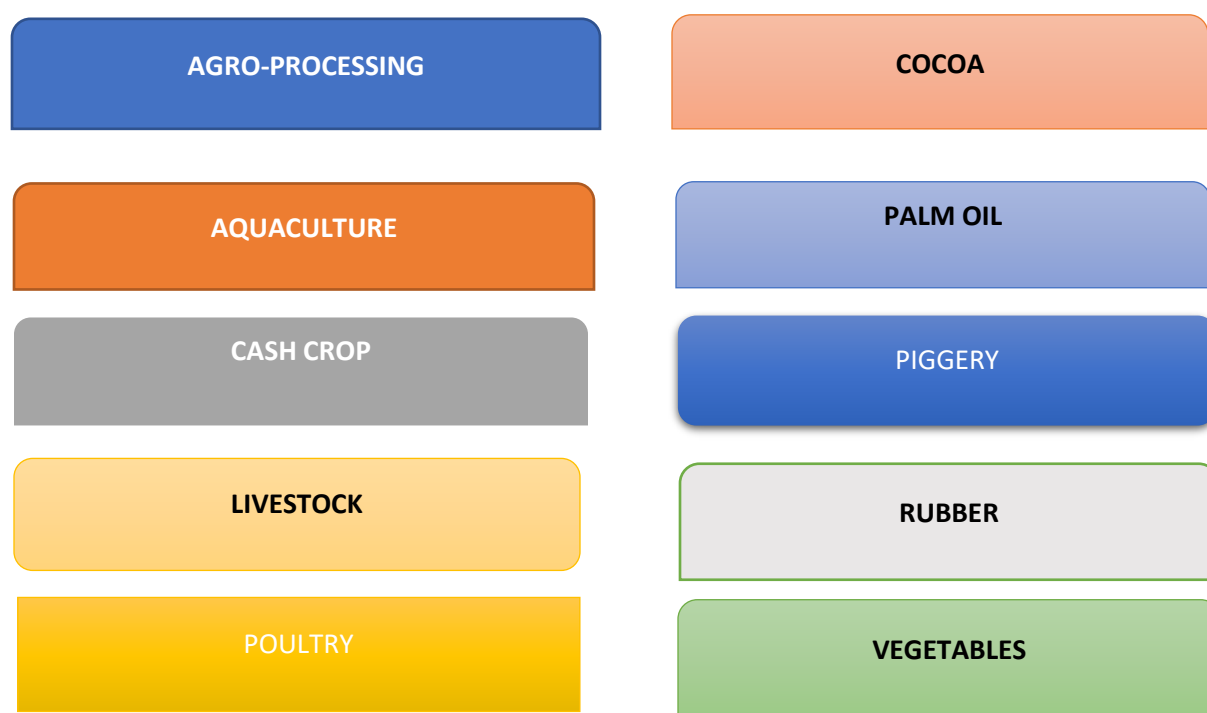 AGRO-PROCESSING
COCOA
AQUACULTURE
PALM OIL
CASH CROP
PIGGERY
LIVESTOCK
RUBBER
POULTRY
VEGETABLES